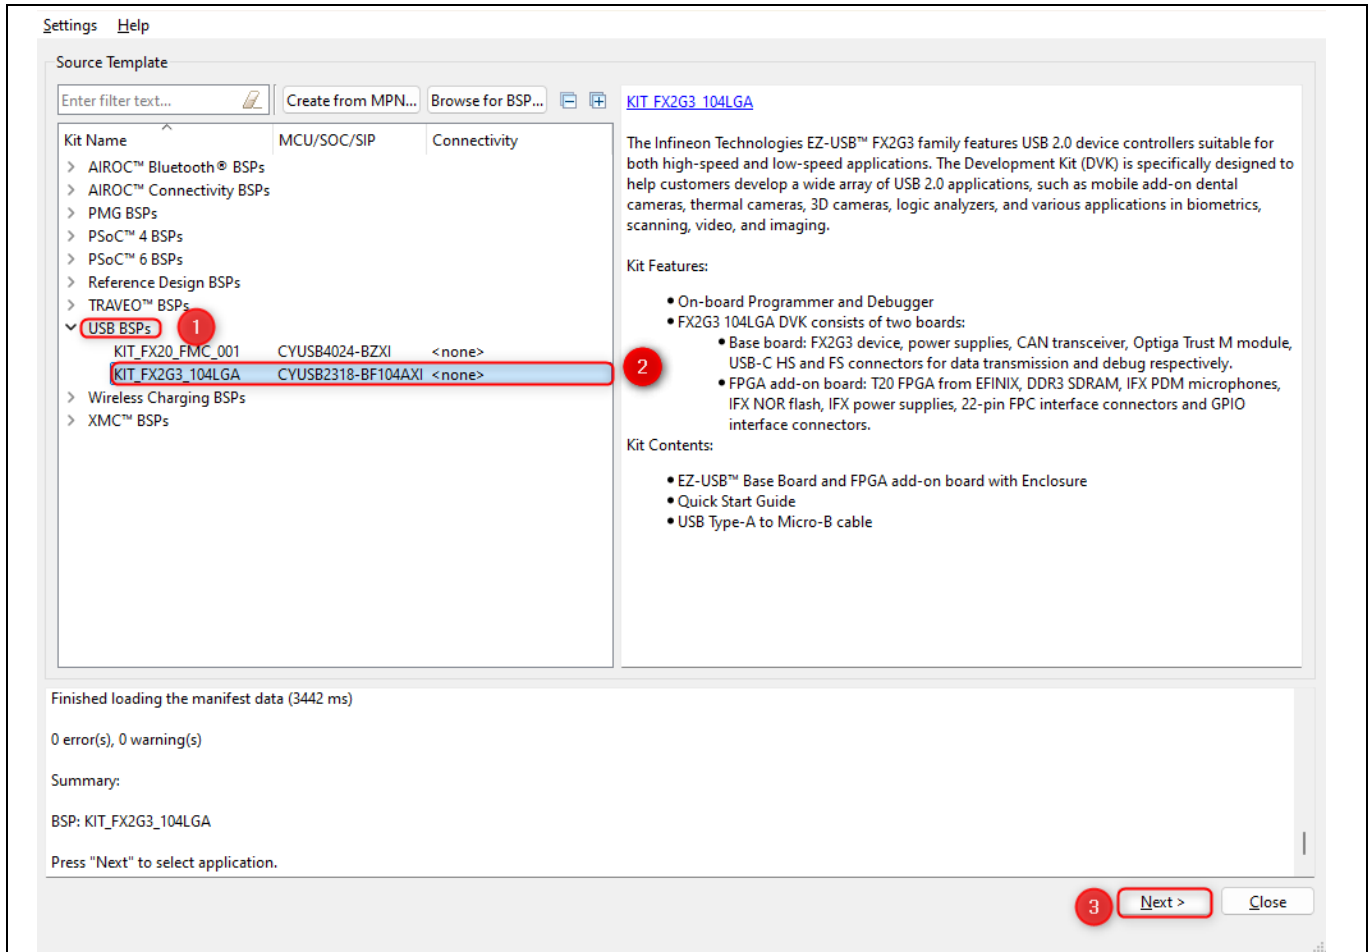 Settings Help
Source Template
Enter filter text... Create from MPN... Browse for BSP...
Kit Name MCU/SOC/SIP Connectivity
AIROC™ Bluetooth® BSPs
AIROC™ Connectivity BSPs
PMG BSPs
PSoC™ 4 BSPs
PSoC™ 6 BSPs
Reference Design BSPs
TRAVEO™ BSPs
USB BSPs 1
KIT_FX20_FMC_001 CYUSB4024-BZXI <none>
KIT_FX2G3_104LGA CYUSB2318-BF104AXI <none> 2
Wireless Charging BSPs
XMC™ BSPs
KIT_FX2G3_104LGA
The Infineon Technologies EZ-USB™ FX2G3 family features USB 2.0 device controllers suitable for
both high-speed and low-speed applications. The Development Kit (DVK) is specifically designed to
help customers develop a wide array of USB 2.0 applications, such as mobile add-on dental
cameras, thermal cameras, 3D cameras, logic analyzers, and various applications in biometrics,
scanning, video, and imaging.
Kit Features:
• On-board Programmer and Debugger
• FX2G3 104LGA DVK consists of two boards:
• Base board: FX2G3 device, power supplies, CAN transceiver, Optiga Trust M module,
USB-C HS and FS connectors for data transmission and debug respectively.
• FPGA add-on board: T20 FPGA from EFINIX, DDR3 SDRAM, IFX PDM microphones,
IFX NOR flash, IFX power supplies, 22-pin FPC interface connectors and GPIO
interface connectors.
Kit Contents:
• EZ-USB™ Base Board and FPGA add-on board with Enclosure
• Quick Start Guide
• USB Type-A to Micro-B cable
Finished loading the manifest data (3442 ms)
0 error(s), 0 warning(s)
Summary:
BSP: KIT_FX2G3_104LGA
Press "Next" to select application.
3 Next > Close